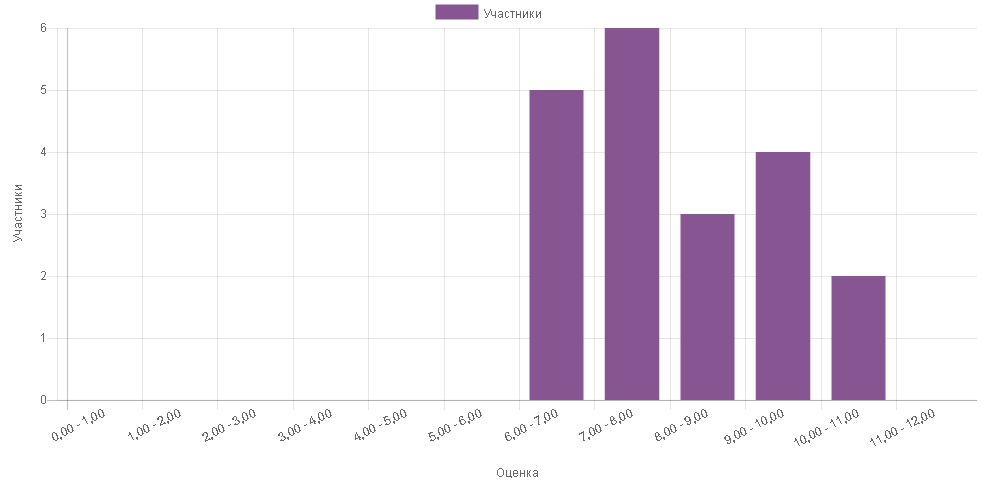 Участники
6
5
4
3
2
1
0
Участники
0,00 - 1,00
1,00 - 2,00
2,00 - 3,00
3,00 - 4,00
4,00 - 5,00
5,00 - 6,00
6,00 - 7,00
7,00 - 8,00
8,00 - 9,00
9,00 - 10,00
10,00 - 11,00
11,00 - 12,00
Оценка